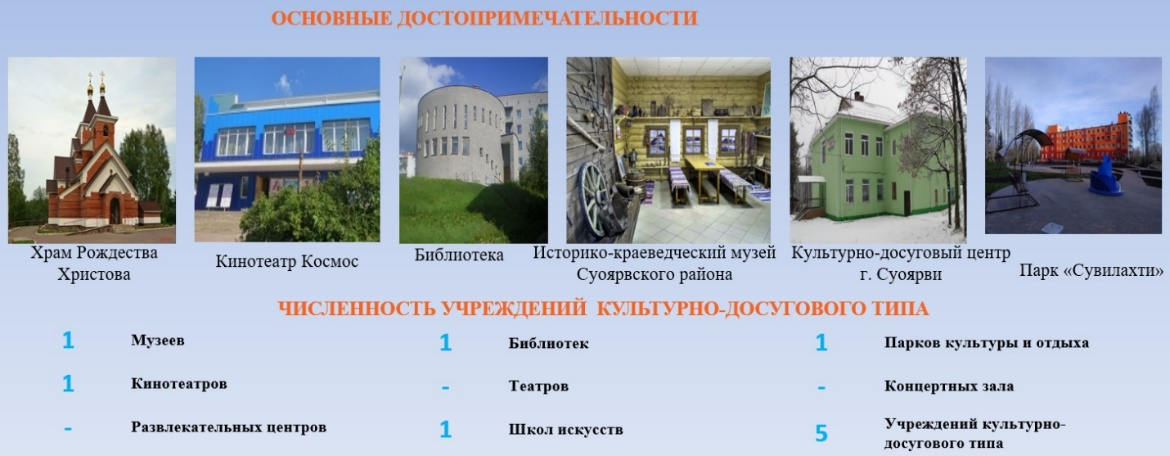 ОСНОВНЫЕ ДОСТОПРИМЕЧАТЕЛЬНОСТИ
Храм Рождества
Христова
Кинотеатр Космос
Библиотека
Историко-краеведческий музей
Суоярвского района
Культурно-досуговый центр
г. Суоярви
Парк «Сувилахти»
ЧИСЛЕННОСТЬ УЧРЕЖДЕНИЙ КУЛЬТУРНО-ДОСУГОВОГО ТИПА
1 Музеев
1 Кинотеатров
- Развлекательных центров
1 Библиотек
- Театров
1 Школ искусств
1 Парков культуры и отдыха
- Концертных зала
5 Учреждений культурно-
досугового типа